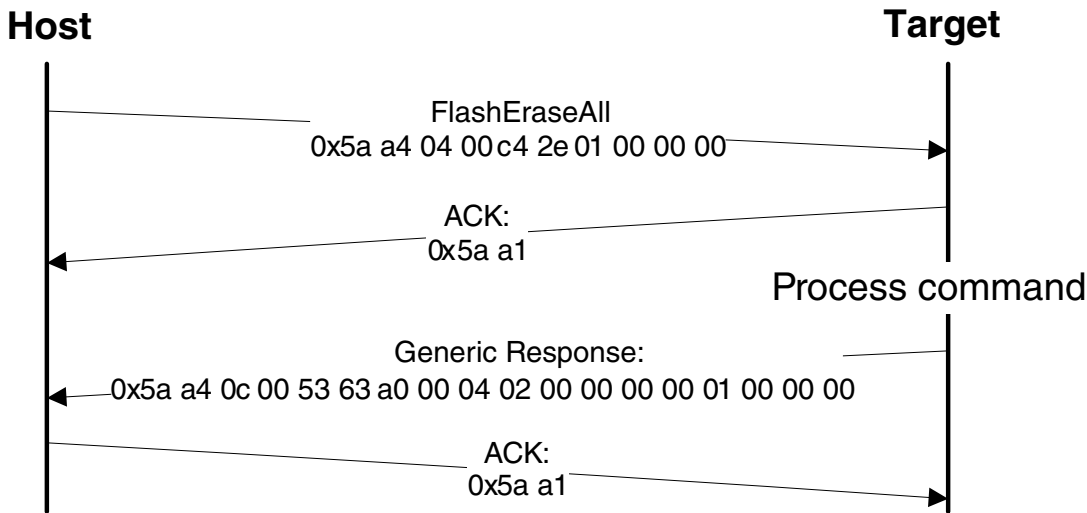 Host
Target
FlashEraseAll
0x5a a4 04 00 c4 2e 01 00 00 00
ACK:
0x5a a1
Process command
Generic Response:
0x5a a4 0c 00 53 63 a0 00 04 02 00 00 00 00 01 00 00 00
ACK:
0x5a a1